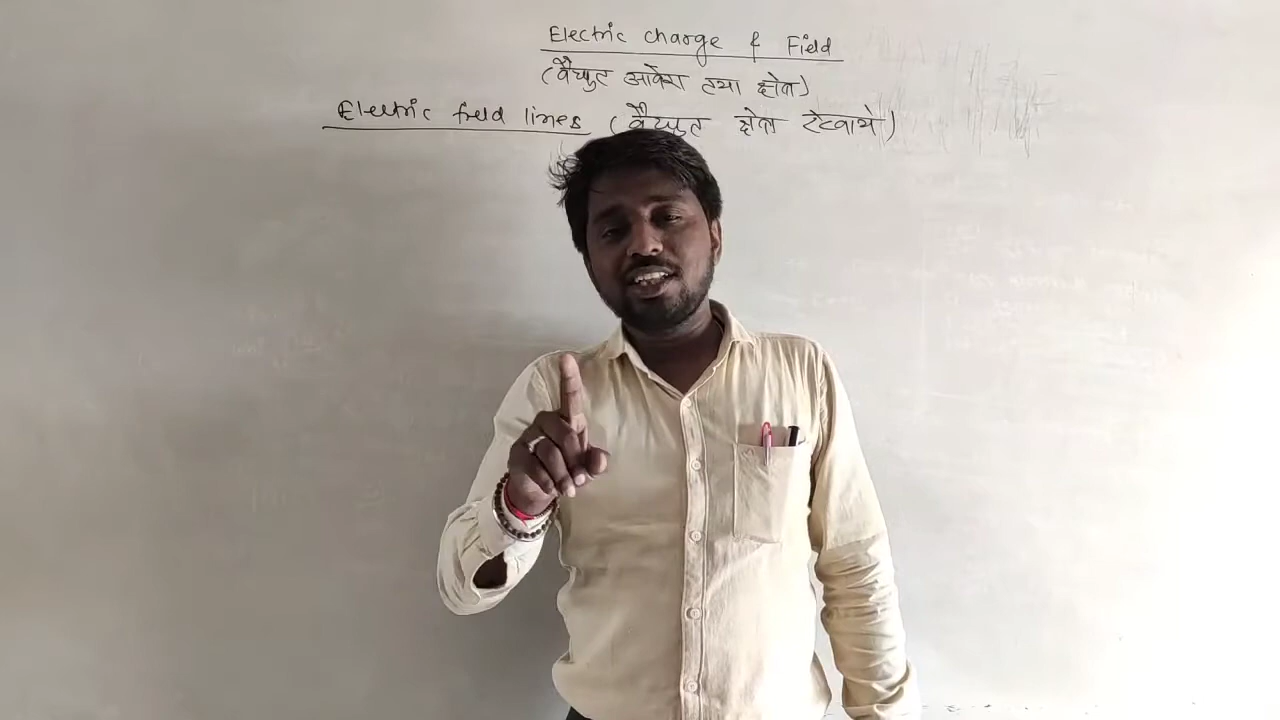 Electric charge & Field
(वैद्युत आवेश तथा क्षेत्र)
Electric field lines (वैद्युत क्षेत्र रेखाये)